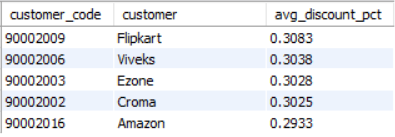 customer_code customer avg_discount_pct
90002009 Flipkart 0.3083
90002006 Viveks 0.3038
90002003 Ezone 0.3028
90002002 Croma 0.3025
90002016 Amazon 0.2933